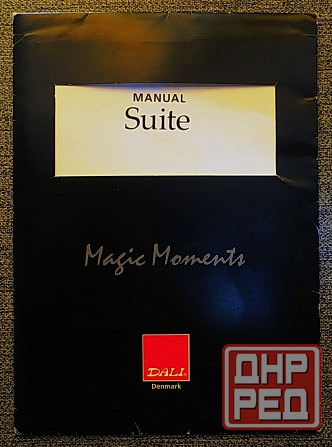 MANUAL
Suite
Magic Moments
DALI
Denmark
ДНР
РЕД